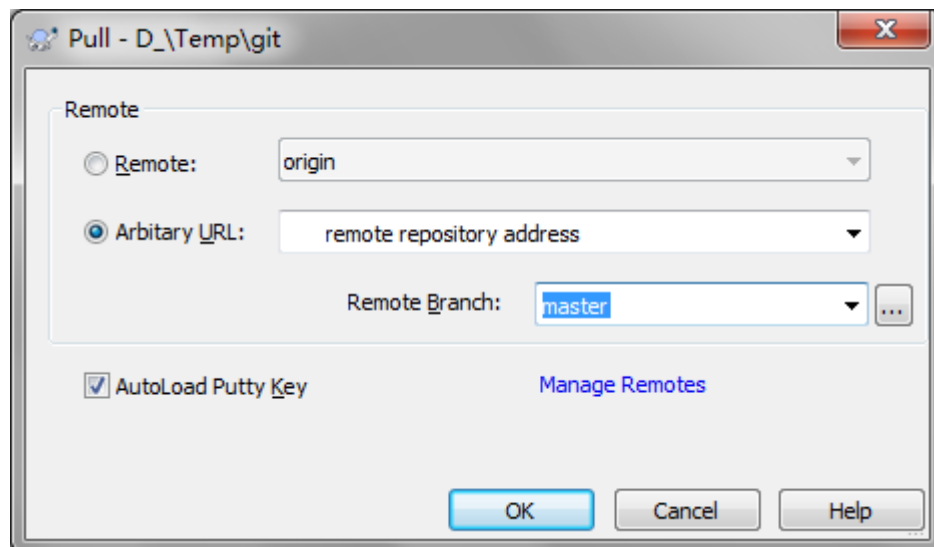 Pull - D_\Temp\git
Remote
Remote:
origin
Arbitary URL:
remote repository address
Remote Branch:
master
...
AutoLoad Putty Key
Manage Remotes
OK
Cancel
Help